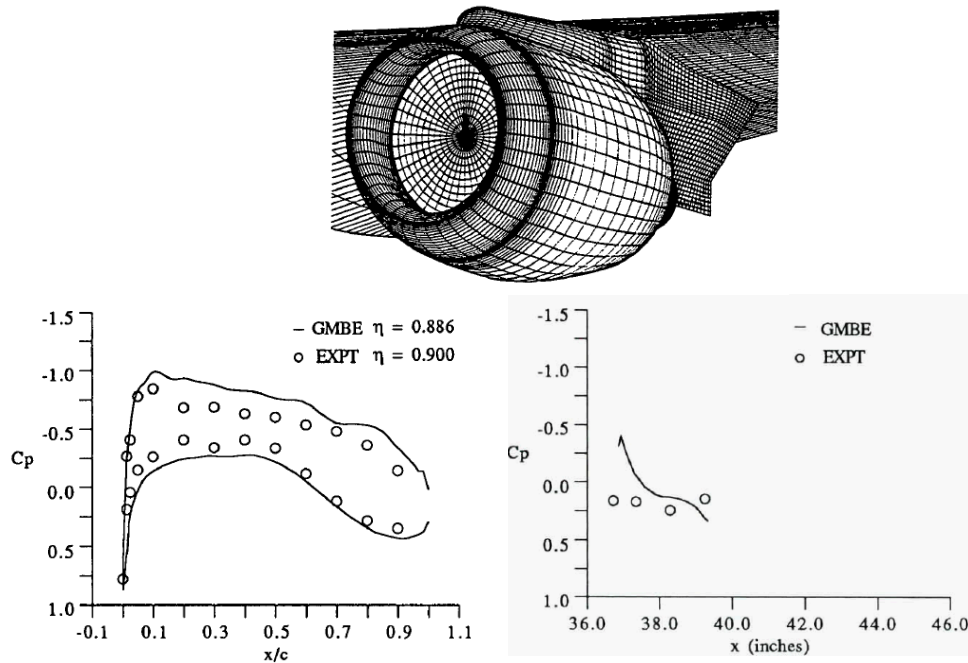 -1.5
-1.0
-0.5
0.0
0.5
1.0
Cp
— GMBE η = 0.886
○ EXPT η = 0.900
-0.1 0.1 0.3 0.5 0.7 0.9 1.1
x/c
-1.5
-1.0
-0.5
0.0
0.5
1.0
Cp
— GMBE
○ EXPT
36.0 38.0 40.0 42.0 44.0 46.0
x (inches)